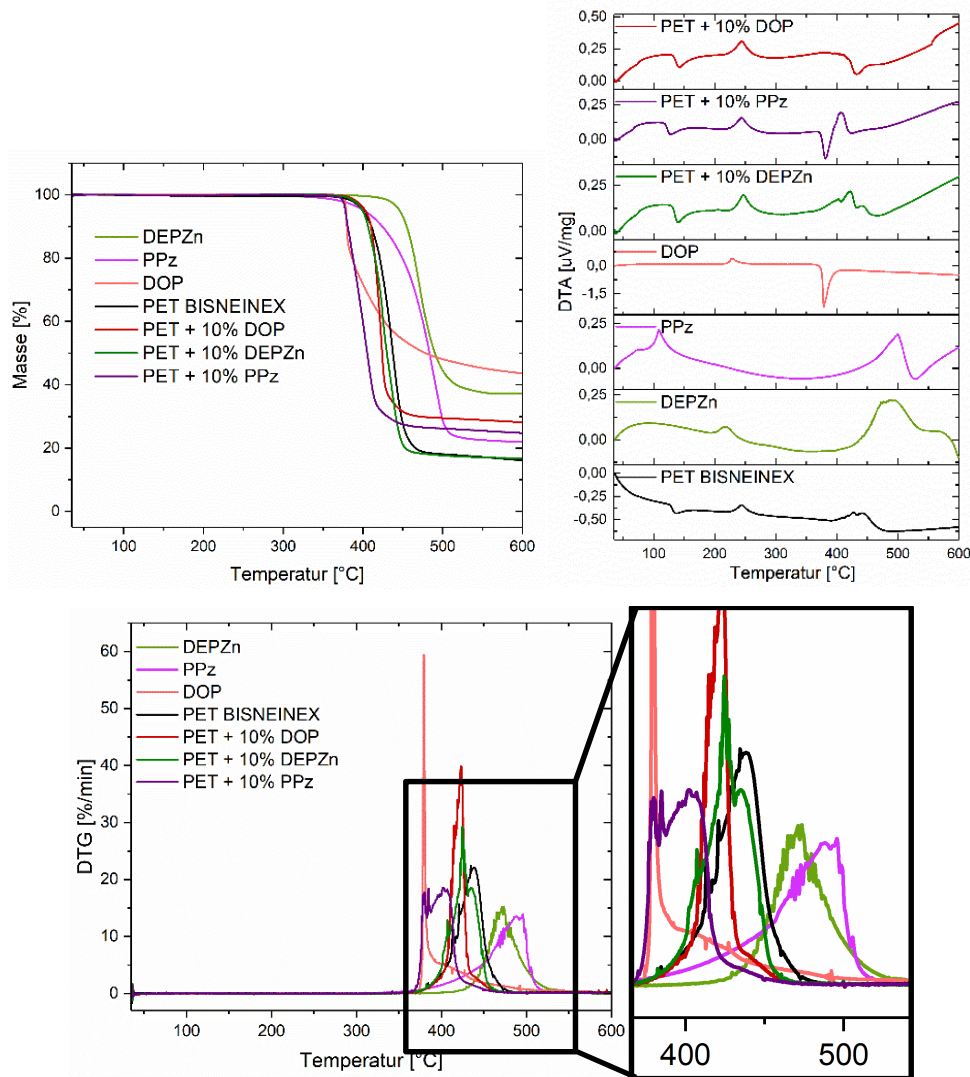 100
80
60
40
20
0
Masse [%]
DEPZn
PPz
DOP
PET BISNEINEX
PET + 10% DOP
PET + 10% DEPZn
PET + 10% PPz
100 200 300 400 500 600
Temperatur [°C]
0,50
0,25
0,00
PET + 10% DOP
0,25
0,00
PET + 10% PPz
0,25
0,00
PET + 10% DEPZn
0,0
-1,5
DOP
0,25
0,00
PPz
0,25
0,00
DEPZn
0,00
-0,25
-0,50
PET BISNEINEX
DTA [uV/mg]
100 200 300 400 500 600
Temperatur [°C]
60
50
40
30
20
10
0
DTG [%/min]
DEPZn
PPz
DOP
PET BISNEINEX
PET + 10% DOP
PET + 10% DEPZn
PET + 10% PPz
100 200 300 400 500 600
Temperatur [°C]
400 500